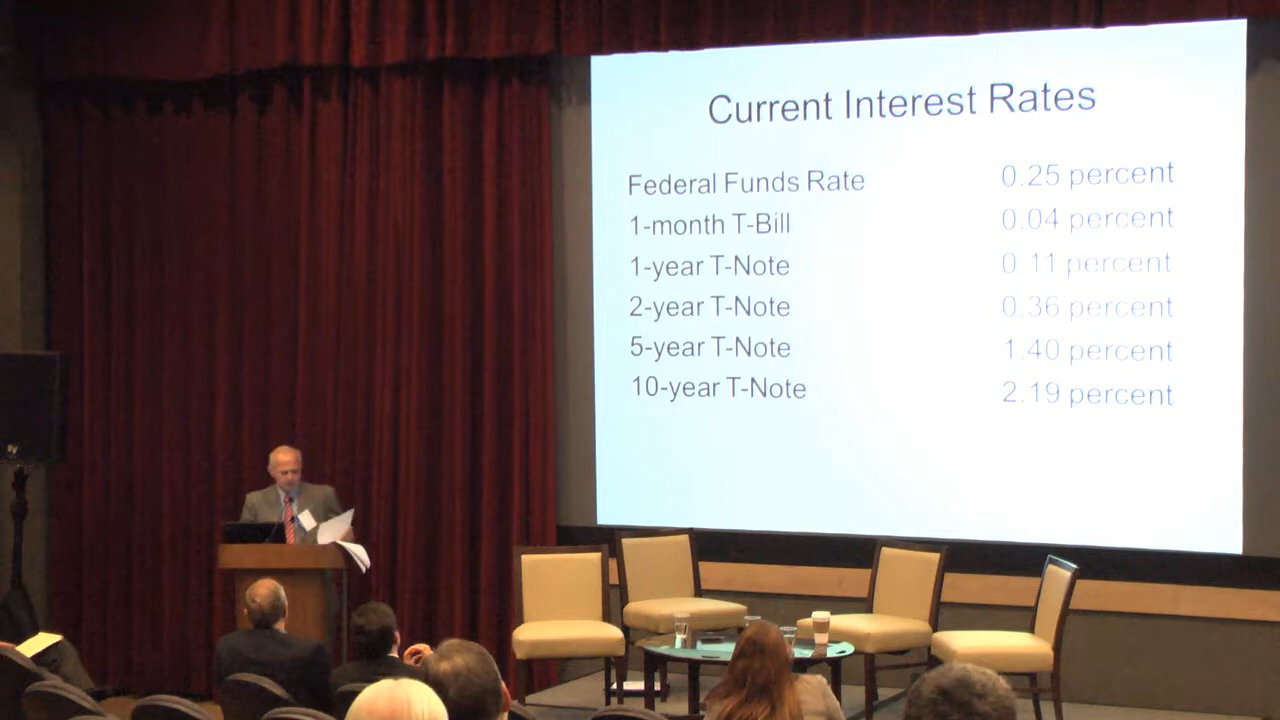 Current Interest Rates
Federal Funds Rate 0.25 percent
1-month T-Bill 0.04 percent
1-year T-Note 0.11 percent
2-year T-Note 0.36 percent
5-year T-Note 1.40 percent
10-year T-Note 2.19 percent